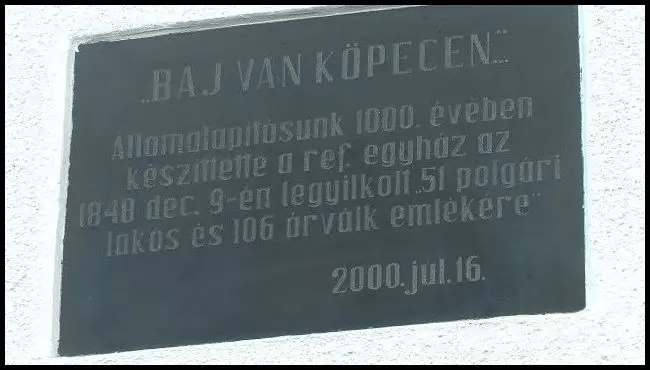 „BAJ VAN KÖPECEN..."
Államalapításunk 1000. évében
készíttette a ref. egyház az
1848 dec. 9-én legyilkolt „51 polgári
lakos és 106 árváik emlékére"
2000. júl. 16.